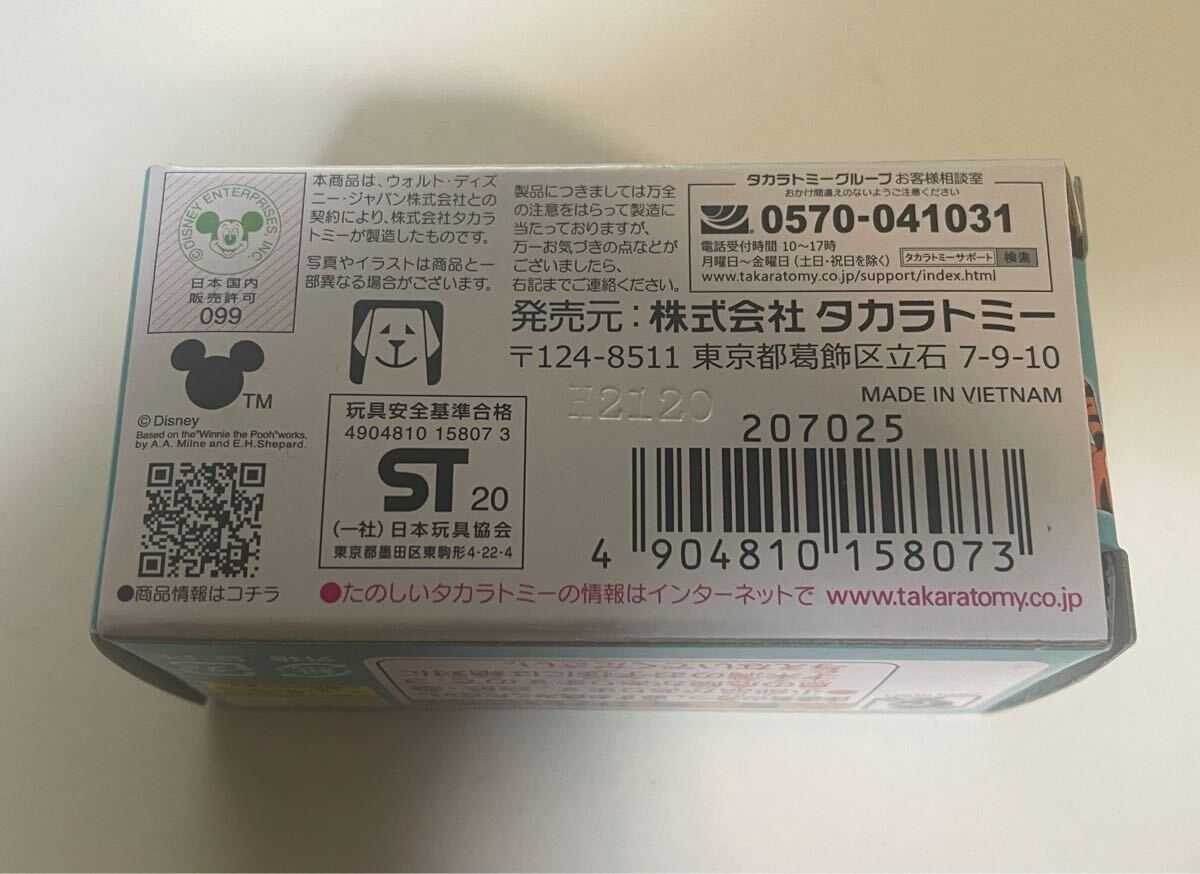 ©DISNEY ENTERPRISES, INC.
日本国内
販売許可
099
TM
© Disney
Based on the"Winnie the Pooh"works,
by A.A. Milne and E.H.Shepard.
●商品情報はコチラ
本商品は、ウォルト・ディズ
ニー・ジャパン株式会社との
契約により、株式会社タカラ
トミーが製造したものです。
写真やイラストは商品と一
部異なる場合がございます。
玩具安全基準合格
4904810 15807 3
ST 20
(一社)日本玩具協会
東京都墨田区東駒形4-22-4
製品につきましては万全
の注意をはらって製造に
当たっておりますが、
万一お気づきの点などが
ございましたら、
右記までご連絡ください。
タカラトミーグループ お客様相談室
おかけ間違えのないようご注意ください
0570-041031
電話受付時間 10〜17時
月曜日〜金曜日(土日・祝日を除く)
タカラトミーサポート 検索
www.takaratomy.co.jp/support/index.html
発売元:株式会社 タカラトミー
〒124-8511 東京都葛飾区立石 7-9-10
H2120
MADE IN VIETNAM
207025
4 904810 158073
●たのしいタカラトミーの情報はインターネットで www.takaratomy.co.jp